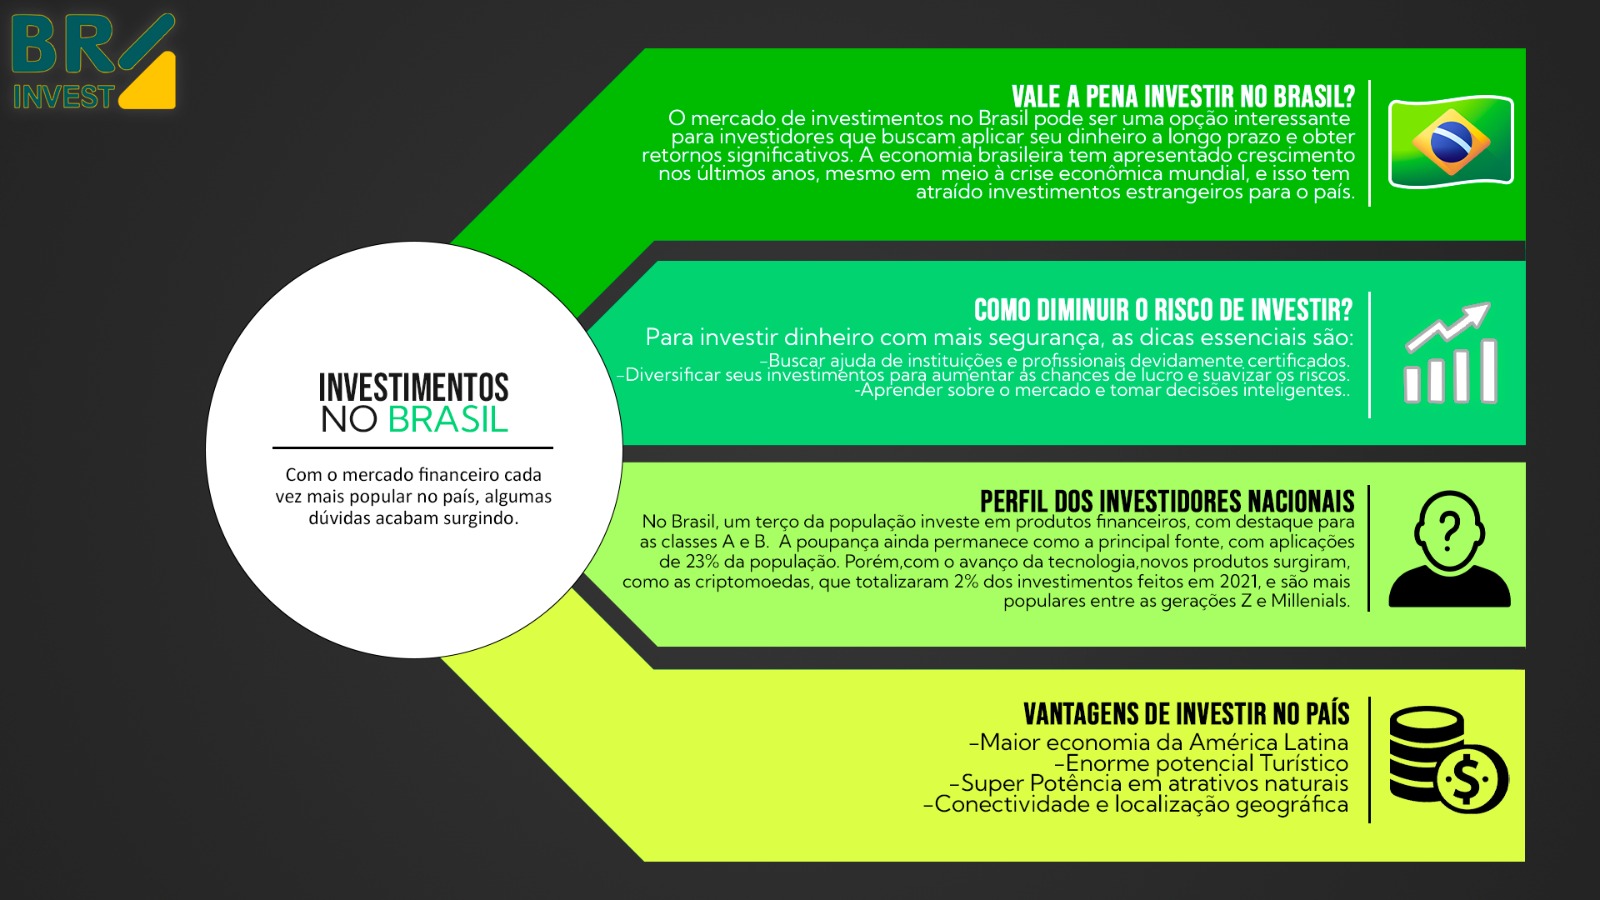 BR
INVEST
VALE A PENA INVESTIR NO BRASIL?
O mercado de investimentos no Brasil pode ser uma opção interessante
para investidores que buscam aplicar seu dinheiro a longo prazo e obter
retornos significativos. A economia brasileira tem apresentado crescimento
nos últimos anos, mesmo em meio à crise econômica mundial, e isso tem
atraído investimentos estrangeiros para o país.
COMO DIMINUIR O RISCO DE INVESTIR?
Para investir dinheiro com mais segurança, as dicas essenciais são:
-Buscar ajuda de instituições e profissionais devidamente certificados.
-Diversificar seus investimentos para aumentar as chances de lucro e suavizar os riscos.
-Aprender sobre o mercado e tomar decisões inteligentes..
INVESTIMENTOS
NO BRASIL
Com o mercado financeiro cada
vez mais popular no país, algumas
dúvidas acabam surgindo.
PERFIL DOS INVESTIDORES NACIONAIS
No Brasil, um terço da população investe em produtos financeiros, com destaque para
as classes A e B. A poupança ainda permanece como a principal fonte, com aplicações
de 23% da população. Porém,com o avanço da tecnologia,novos produtos surgiram,
como as criptomoedas, que totalizaram 2% dos investimentos feitos em 2021, e são mais
populares entre as gerações Z e Millenials.
VANTAGENS DE INVESTIR NO PAÍS
-Maior economia da América Latina
-Enorme potencial Turístico
-Super Potência em atrativos naturais
-Conectividade e localização geográfica